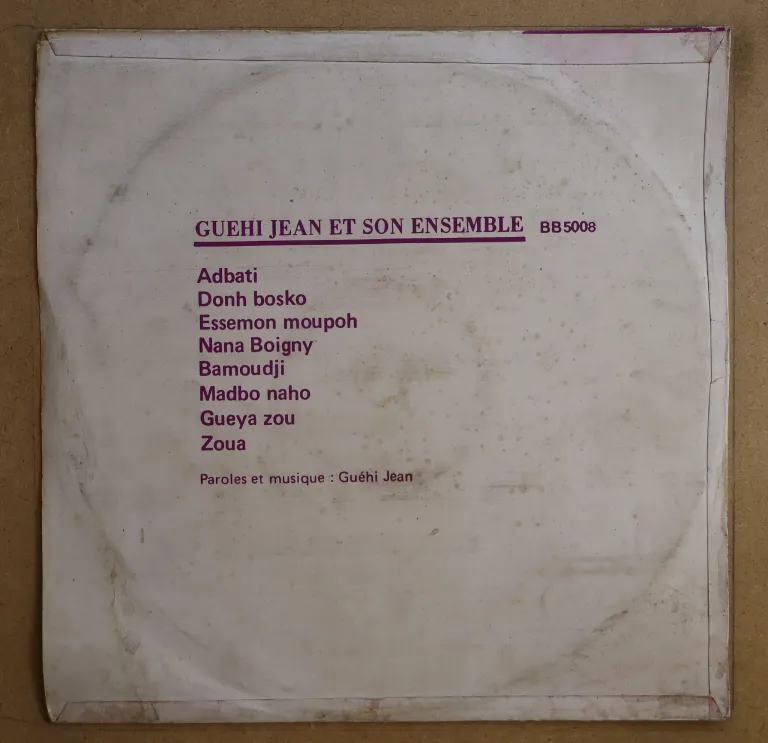 GUEHI JEAN ET SON ENSEMBLE BB5008
Adbati
Donh bosko
Essemon moupoh
Nana Boigny
Bamoudji
Madbo naho
Gueya zou
Zoua
Paroles et musique : Guéhi Jean